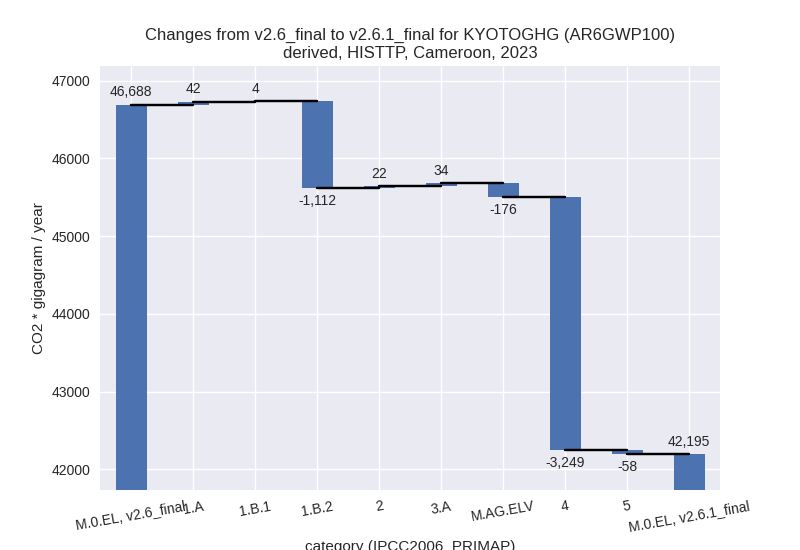 Changes from v2.6_final to v2.6.1_final for KYOTOGHG (AR6GWP100)
derived, HISTTP, Cameroon, 2023
47000
46000
45000
44000
43000
42000
CO2 * gigagram / year
46,688
42
4
-1,112
22
34
-176
-3,249
-58
42,195
M.0.EL, v2.6_final
1.A
1.B.1
1.B.2
2
3.A
M.AG.ELV
4
5
M.0.EL, v2.6.1_final
category (IPCC2006_PRIMAP)